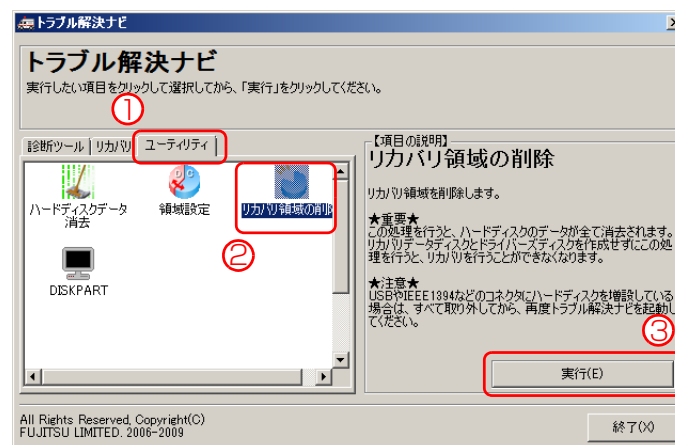 トラブル解決ナビ
トラブル解決ナビ
実行したい項目をクリックして選択してから、「実行」をクリックしてください。
①
診断ツール リカバリ ユーティリティ
ハードディスクデータ
消去
領域設定
リカバリ領域の削除
②
DISKPART
【項目の説明】
リカバリ領域の削除
リカバリ領域を削除します。
★重要★
この処理を行うと、ハードディスクのデータが全て消去されます。
リカバリデータディスクとドライバーズディスクを作成せずにこの処
理を行うと、リカバリを行うことができなくなります。
★注意★
USBやIEEE1394などのコネクタにハードディスクを増設している
場合は、すべて取り外してから、再度トラブル解決ナビを起動し
てください。
③
実行(E)
All Rights Reserved, Copyright(C)
FUJITSU LIMITED. 2006-2009
終了(X)